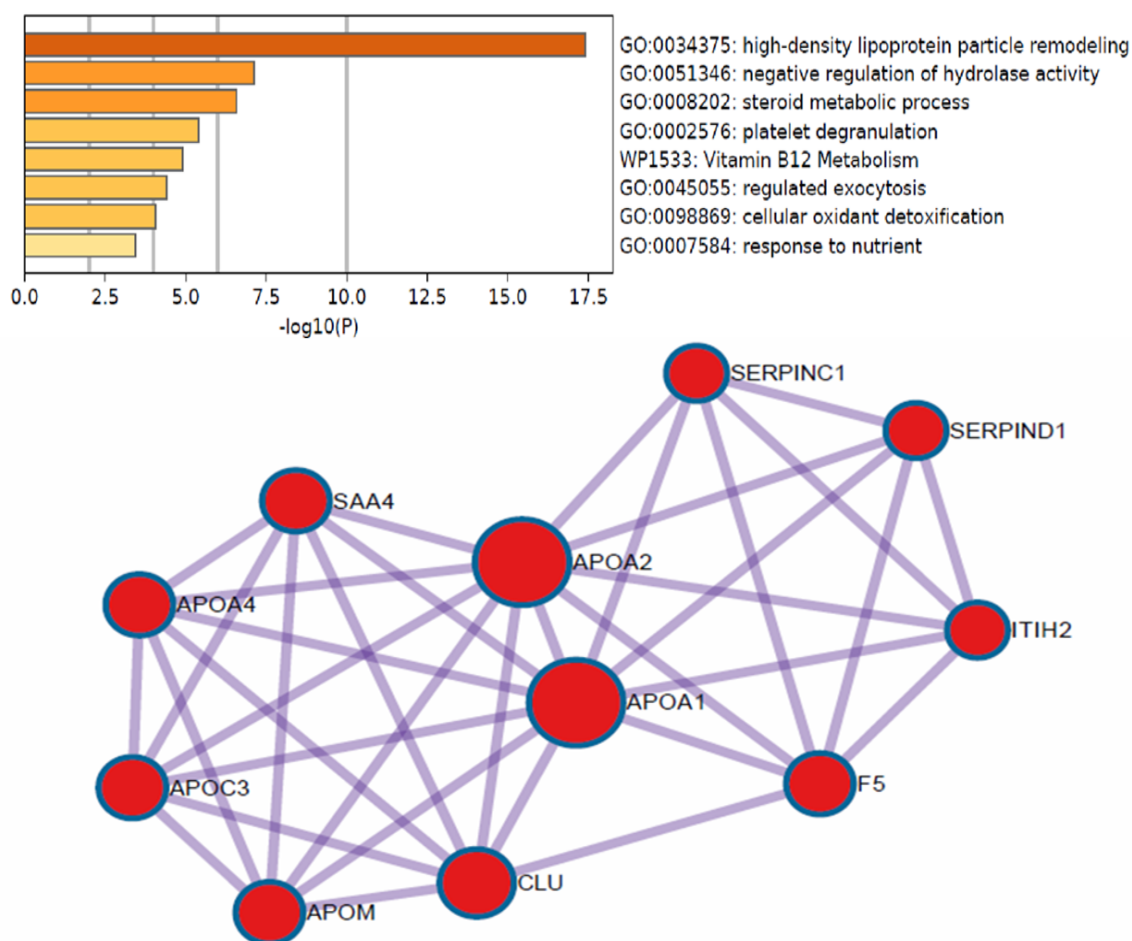 GO:0034375: high-density lipoprotein particle remodeling
GO:0051346: negative regulation of hydrolase activity
GO:0008202: steroid metabolic process
GO:0002576: platelet degranulation
WP1533: Vitamin B12 Metabolism
GO:0045055: regulated exocytosis
GO:0098869: cellular oxidant detoxification
GO:0007584: response to nutrient
0.0 2.5 5.0 7.5 10.0 12.5 15.0 17.5
-log10(P)
SERPINC1
SERPIND1
SAA4
APOA2
APOA4
ITIH2
APOA1
F5
APOC3
CLU
APOM